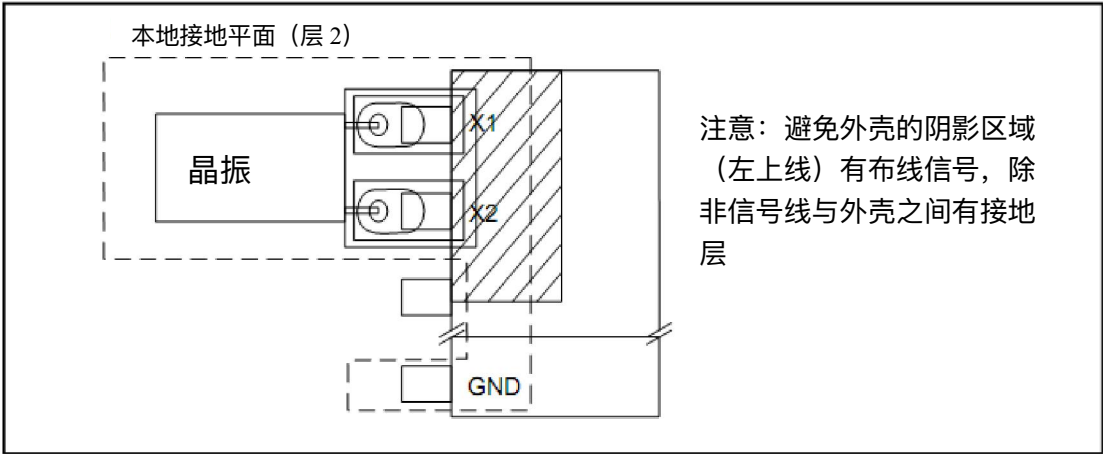 本地接地平面（层 2）
晶振
X1
X2
GND
注意：避免外壳的阴影区域
（左上线）有布线信号，除
非信号线与外壳之间有接地
层